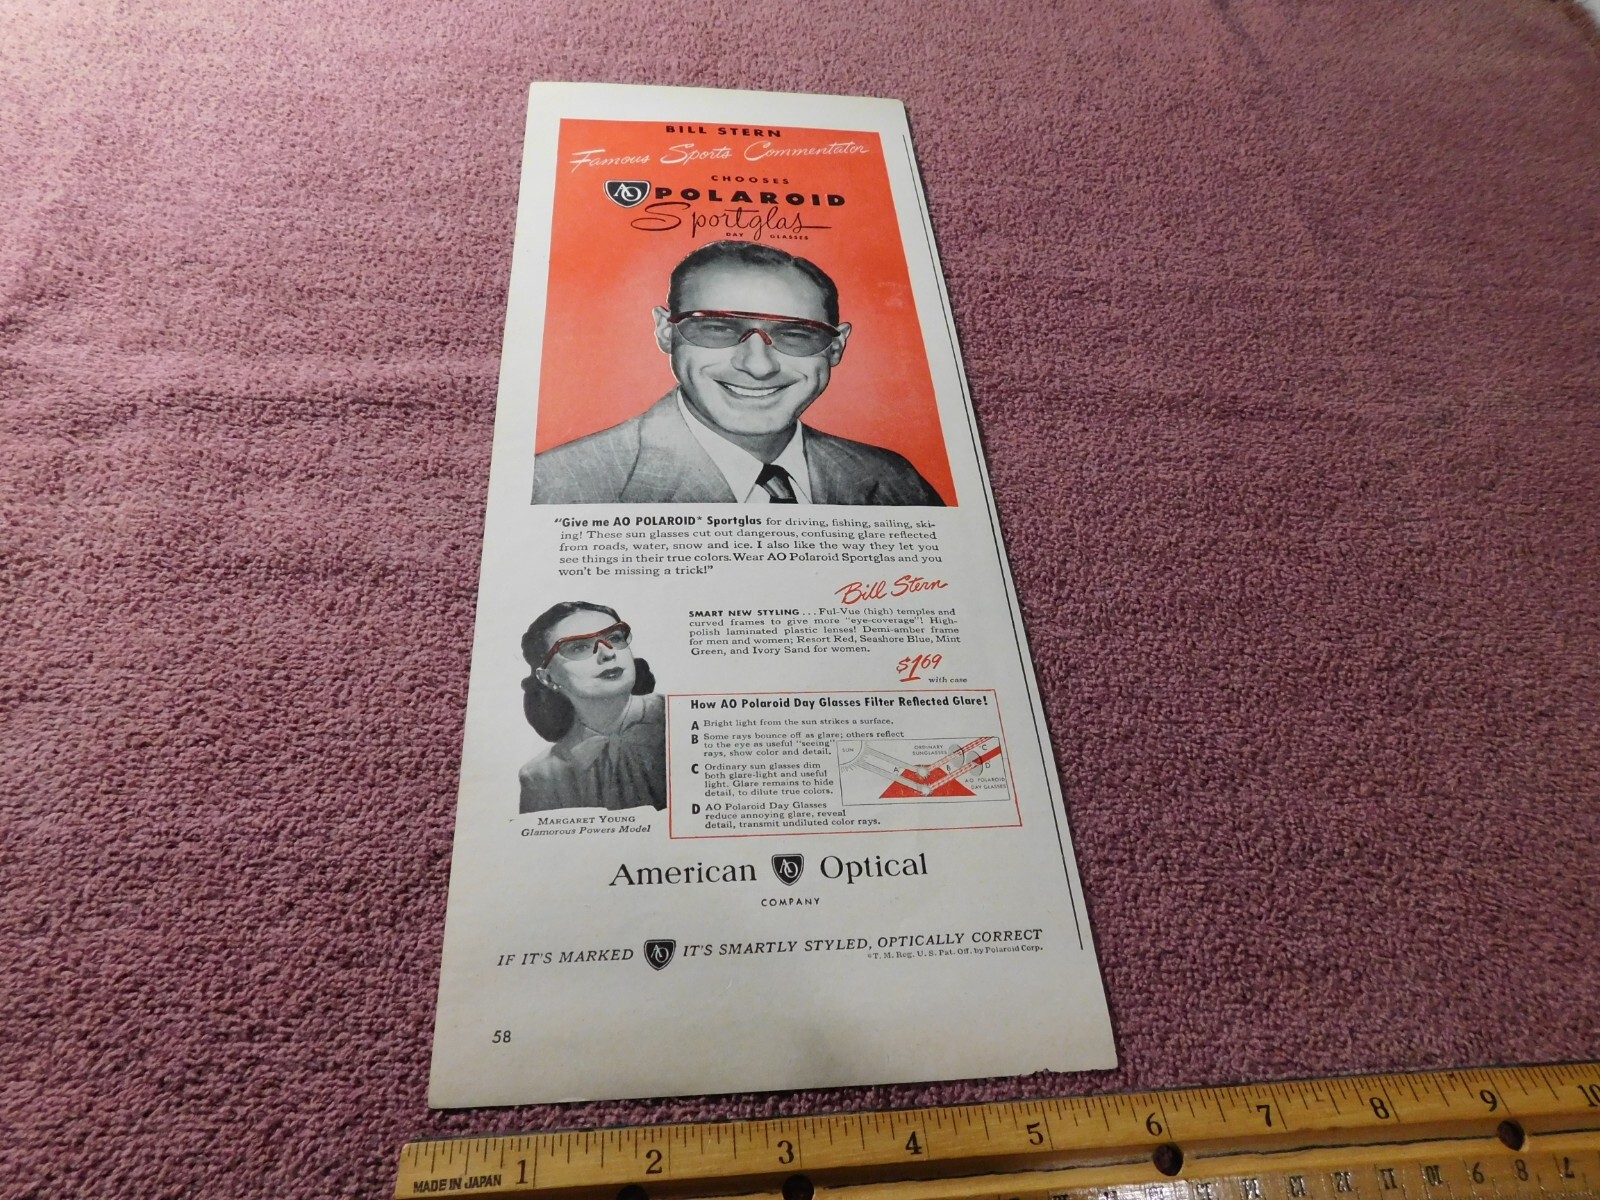 BILL STERN
Famous Sports Commentator
CHOOSES
AO POLAROID
Sportglas
DAY GLASSES
"Give me AO POLAROID* Sportglas for driving, fishing, sailing, ski-
ing! These sun glasses cut out dangerous, confusing glare reflected
from roads, water, snow and ice. I also like the way they let you
see things in their true colors. Wear AO Polaroid Sportglas and you
won't be missing a trick!"
Bill Stern
SMART NEW STYLING ... Ful-Vue (high) temples and
curved frames to give more "eye-coverage"! High-
polish laminated plastic lenses! Demi-amber frame
for men and women; Resort Red, Seashore Blue, Mint
Green, and Ivory Sand for women.
$1.69
with case
MARGARET YOUNG
Glamorous Powers Model
How AO Polaroid Day Glasses Filter Reflected Glare!
A Bright light from the sun strikes a surface.
B Some rays bounce off as glare; others reflect
to the eye as useful "seeing"
rays, show color and detail.
C Ordinary sun glasses dim
both glare-light and useful
light. Glare remains to hide
detail, to dilute true colors.
D AO Polaroid Day Glasses
reduce annoying glare, reveal
detail, transmit undiluted color rays.
SUN
ORDINARY
SUNGLASSES
A
B
C
D
AO POLAROID
DAY GLASSES
American AO Optical
COMPANY
IF IT'S MARKED AO IT'S SMARTLY STYLED, OPTICALLY CORRECT
*T. M. Reg. U. S. Pat. Off. by Polaroid Corp.
58
1 2 3 4 5 6 7 8 9 10
MADE IN JAPAN
13 12 11 10 9 8 7